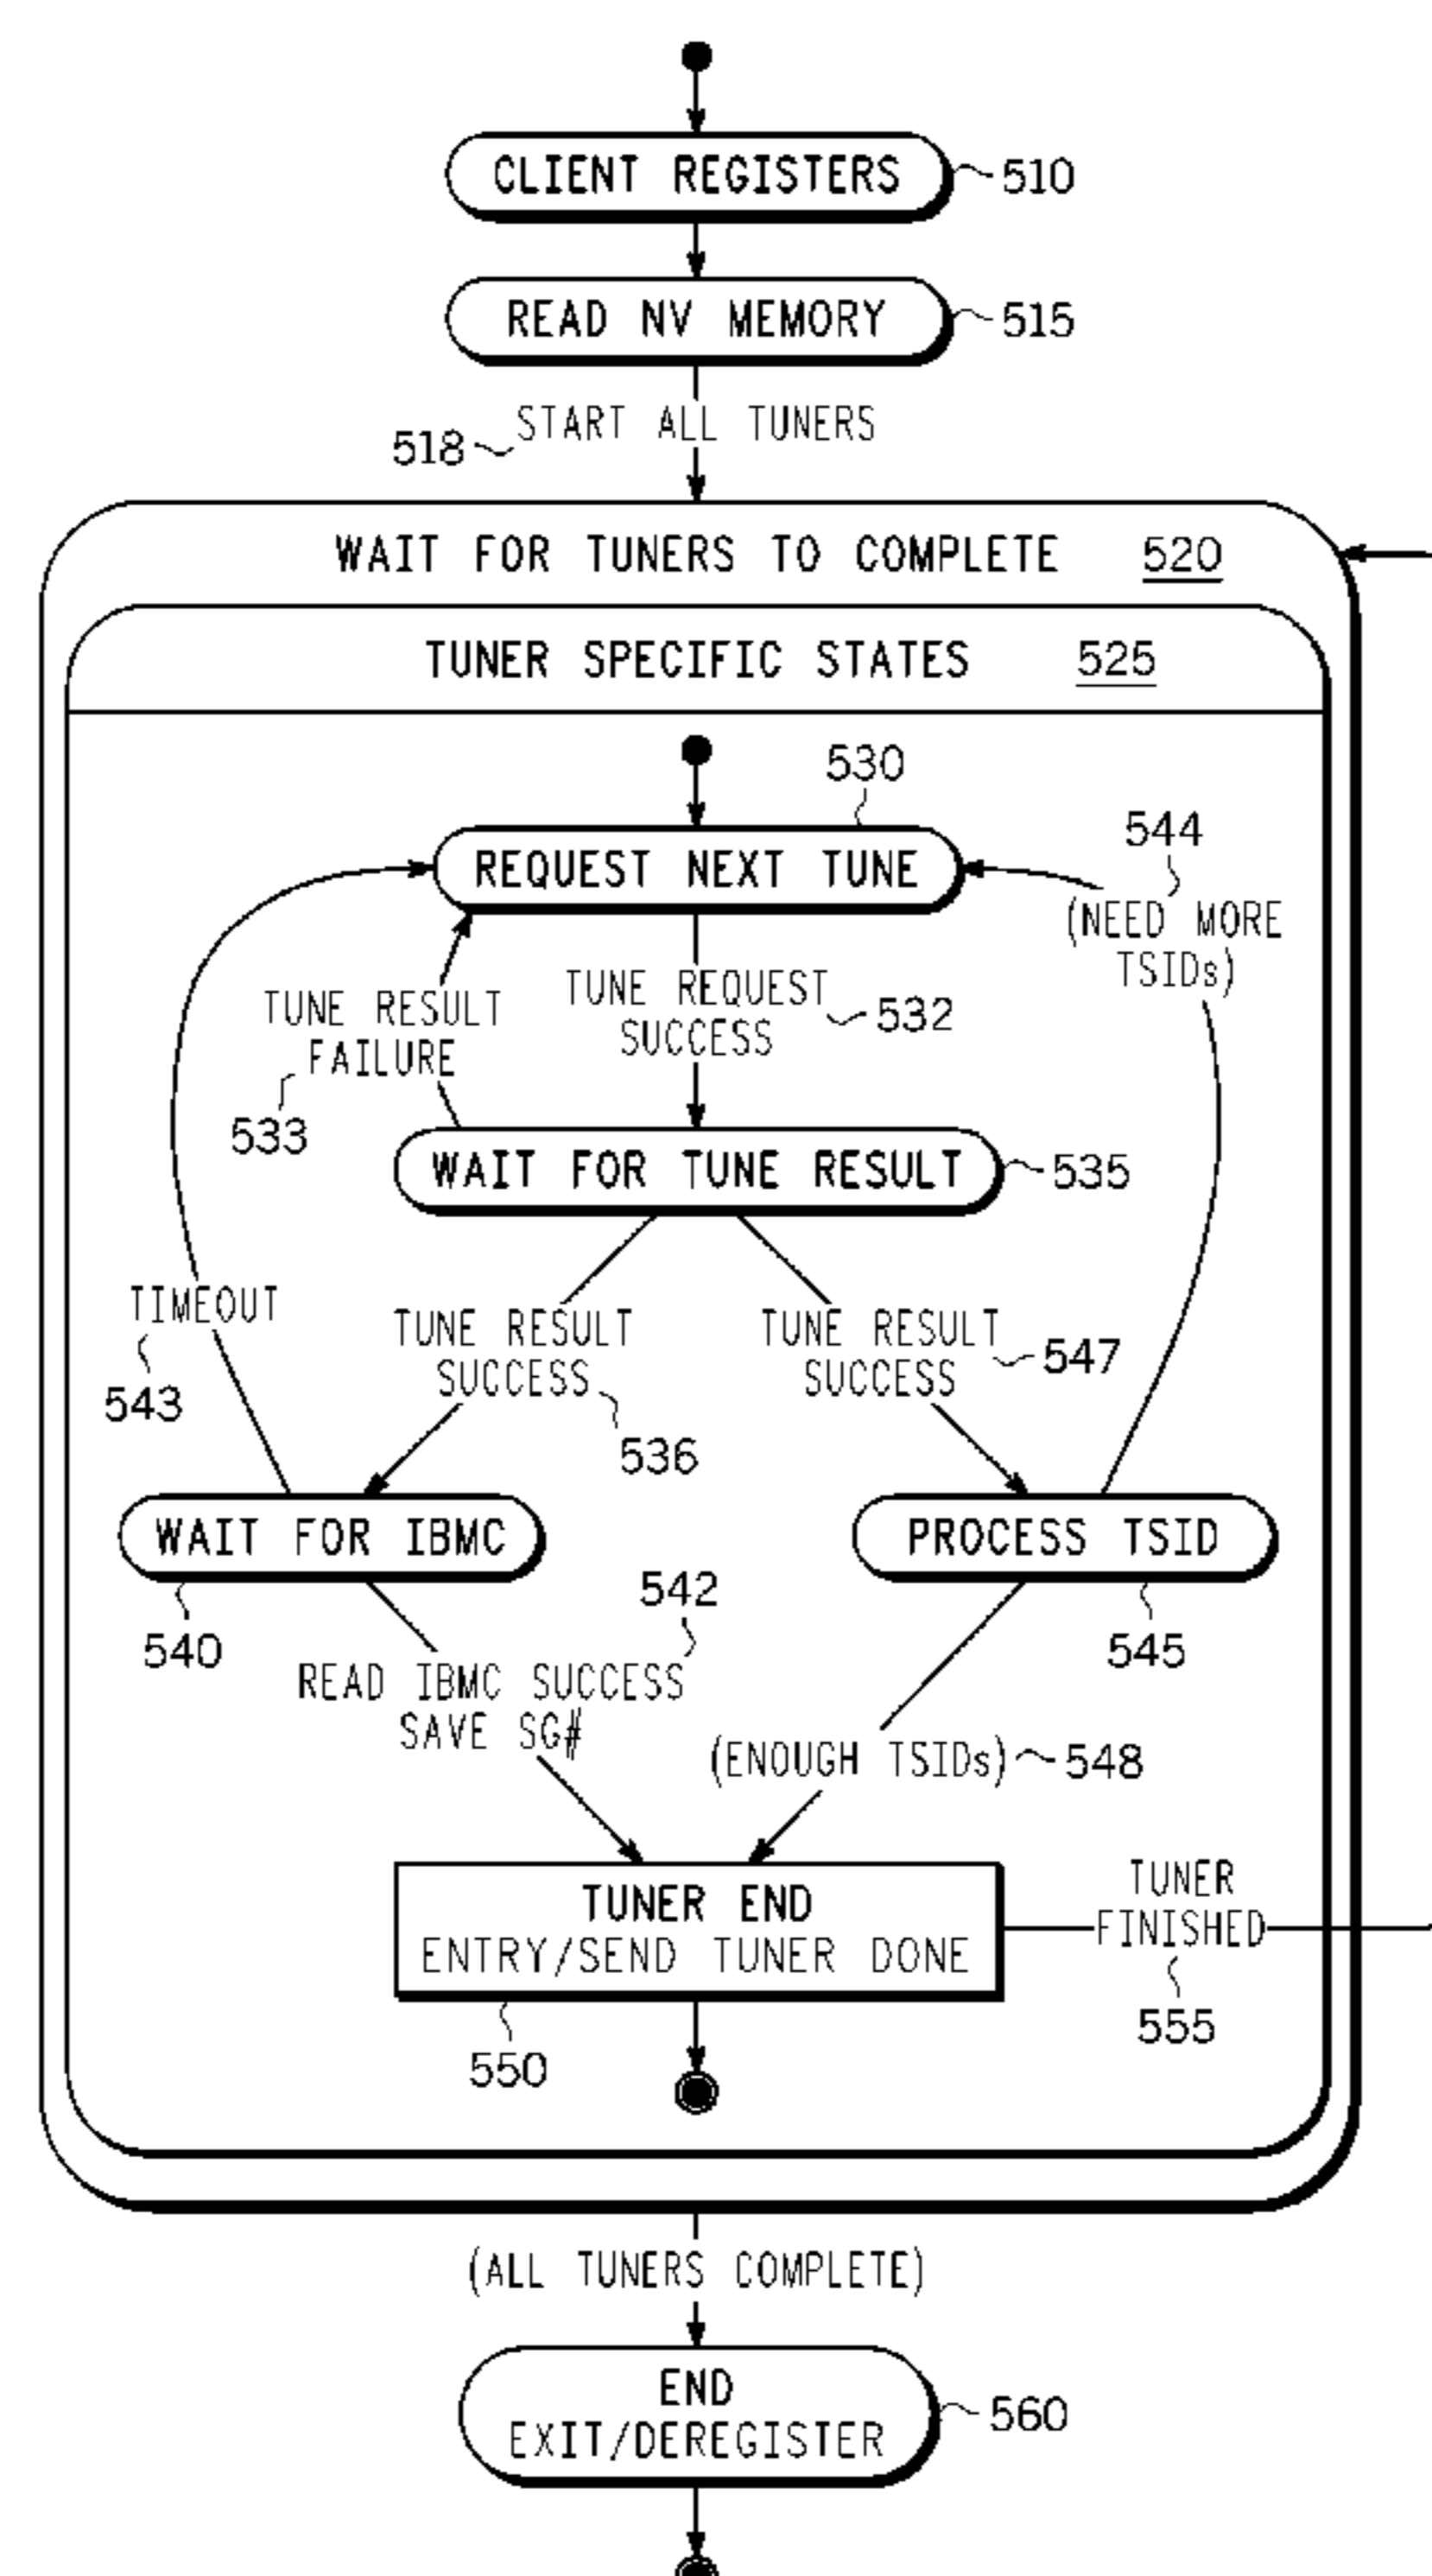 CLIENT REGISTERS
510
READ NV MEMORY
515
START ALL TUNERS
518
WAIT FOR TUNERS TO COMPLETE 520
TUNER SPECIFIC STATES 525
530
REQUEST NEXT TUNE
544
(NEED MORE
TSIDs)
TUNE RESULT
FAILURE
533
TUNE REQUEST
SUCCESS
532
WAIT FOR TUNE RESULT
535
TIMEOUT
543
TUNE RESULT
SUCCESS
536
TUNE RESULT
SUCCESS
547
WAIT FOR IBMC
540
PROCESS TSID
545
542
READ IBMC SUCCESS
SAVE SG#
(ENOUGH TSIDs)
548
TUNER END
ENTRY/SEND TUNER DONE
550
TUNER
FINISHED
555
(ALL TUNERS COMPLETE)
END
EXIT/DEREGISTER
560